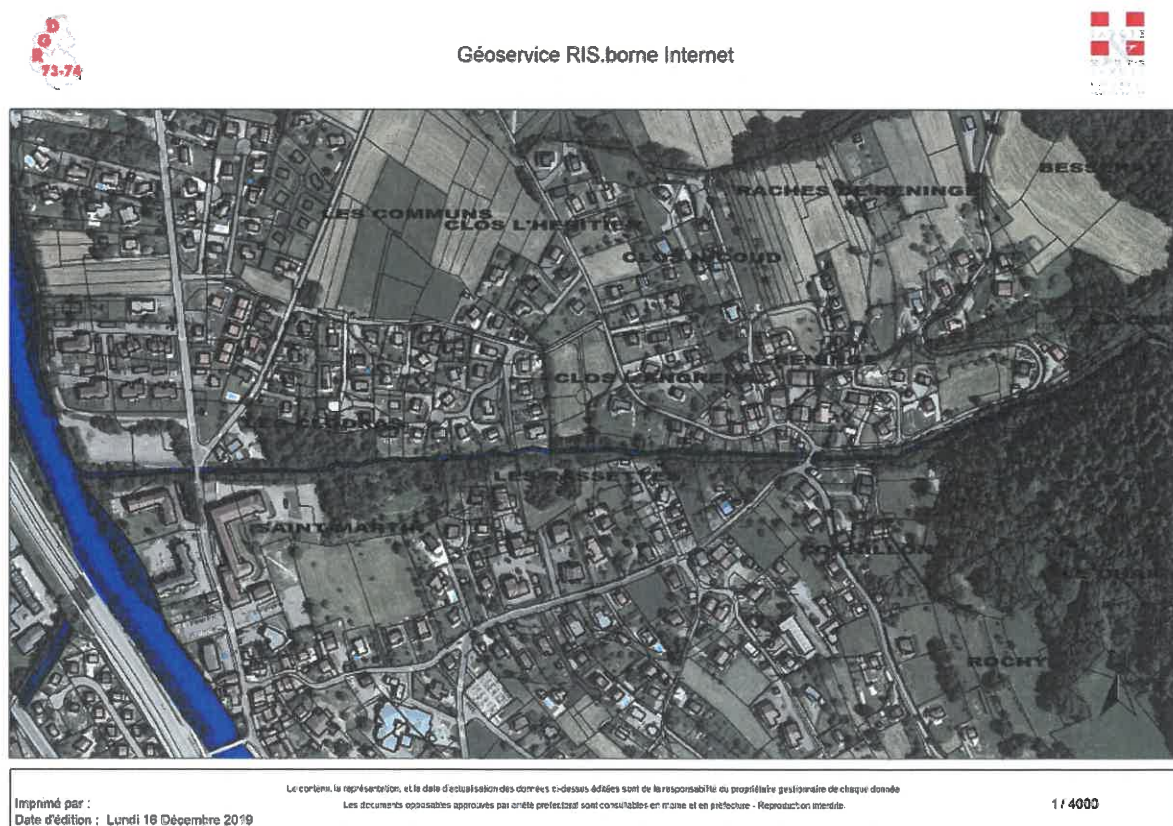 D
G
R
73-74
Géoservice RIS.borne Internet
BESSE
RACHES DE RENINGE
LES COMMUNS
CLOS L'HERITIER
CLOS NICOUD
RENINGE
CLOS
LES
SAINT-MARTIN
ROCHY
Le contenu, la représentation, et la date d'actualisation des données ci-dessus éditées sont de la responsabilité du propriétaire gestionnaire de chaque donnée
Les documents opposables approuvés par arrêté préfectoral sont consultables en mairie et en préfecture - Reproduction interdite.
Imprimé par :
Date d'édition : Lundi 16 Décembre 2019
1 / 4000